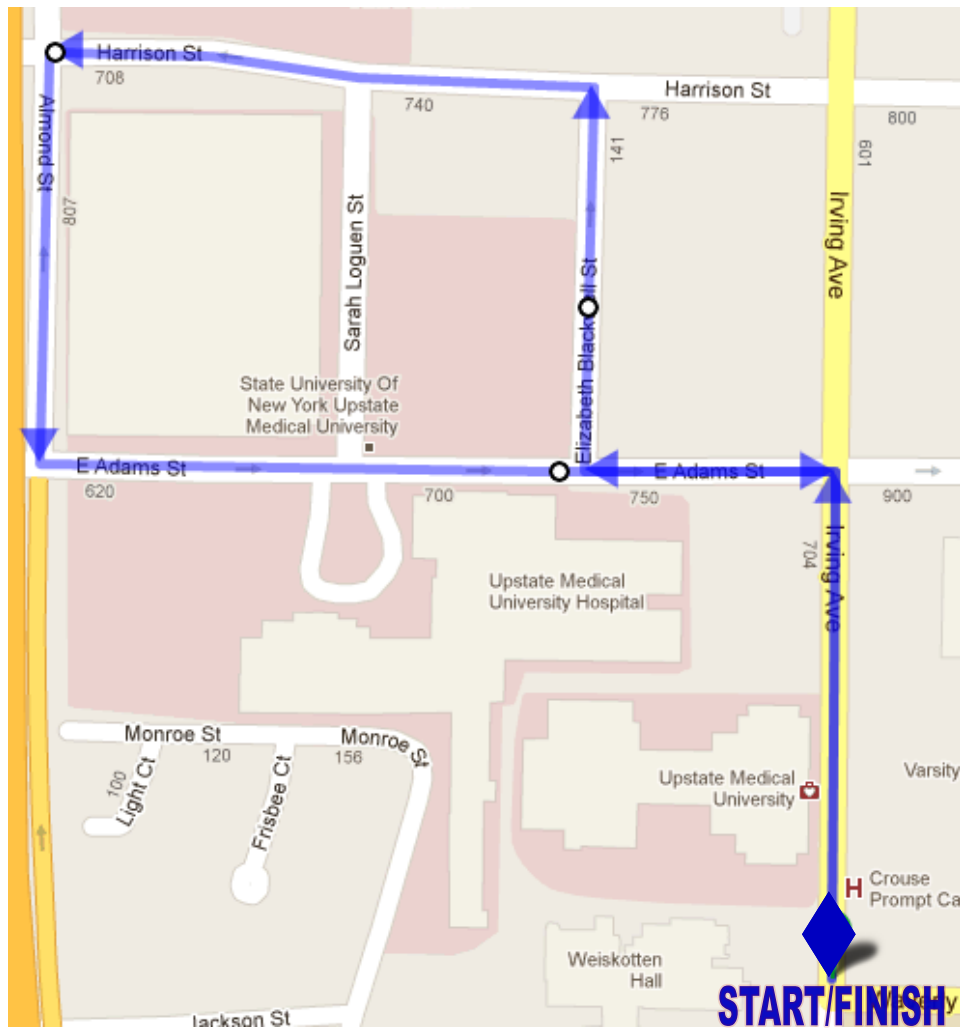 Harrison St
708
740
Harrison St
776
800
Almond St
807
Sarah Loguen St
141
601
Irving Ave
State University Of
New York Upstate
Medical University
E Adams St
620
700
E Adams St
750
900
704
Irving Ave
Upstate Medical
University Hospital
Monroe St
120
Monroe St
156
100
Light Ct
Frisbee Ct
Upstate Medical
University
Varsity
H
Crouse
Prompt Ca
Weiskotten
Hall
START/FINISH
Jackson St
Elizabeth
St